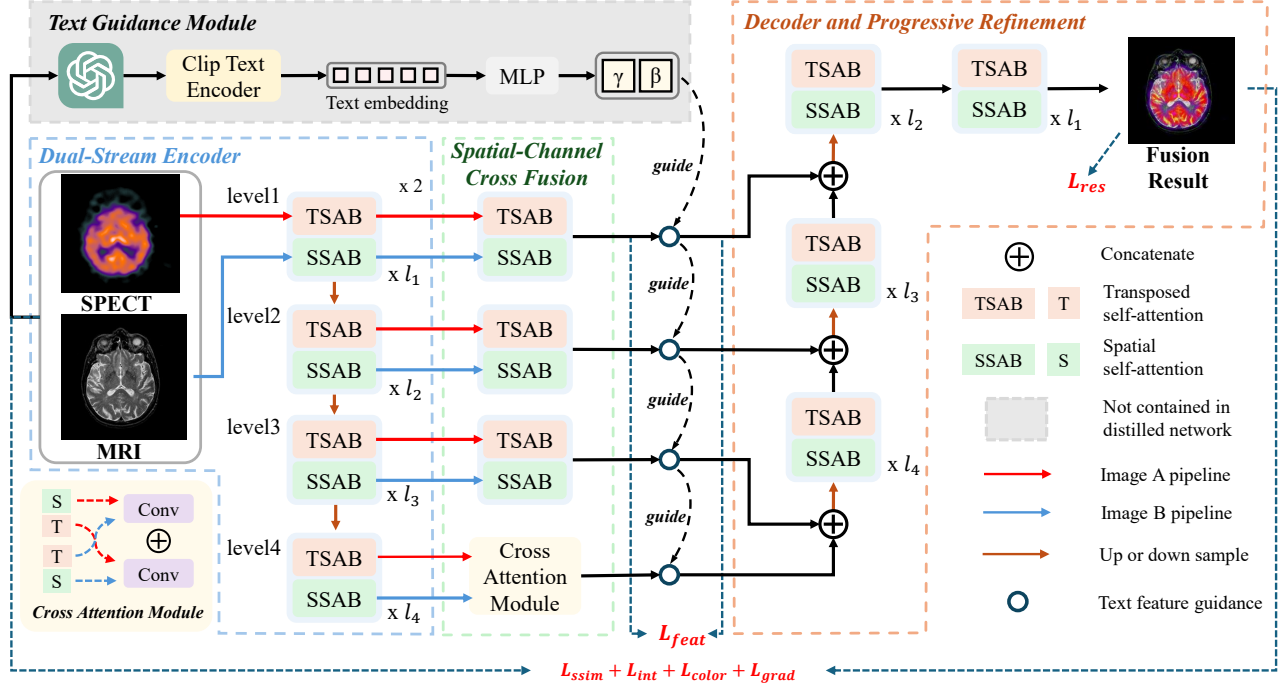 Text Guidance Module
Clip Text
Encoder
Text embedding
MLP
γ
β
Decoder and Progressive Refinement
TSAB
SSAB
x l2
TSAB
SSAB
x l1
Fusion
Result
Lres
Dual-Stream Encoder
Spatial-Channel
Cross Fusion
guide
SPECT
MRI
level1
x 2
TSAB
SSAB
x l1
TSAB
SSAB
guide
level2
TSAB
SSAB
x l2
TSAB
SSAB
guide
level3
TSAB
SSAB
x l3
TSAB
SSAB
guide
level4
TSAB
SSAB
x l4
Cross
Attention
Module
TSAB
SSAB
x l3
TSAB
SSAB
x l4
Concatenate
TSAB
T
Transposed
self-attention
SSAB
S
Spatial
self-attention
Not contained in
distilled network
Image A pipeline
Image B pipeline
Up or down sample
Text feature guidance
S
T
T
S
Conv
Conv
Cross Attention Module
Lfeat
Lssim + Lint + Lcolor + Lgrad